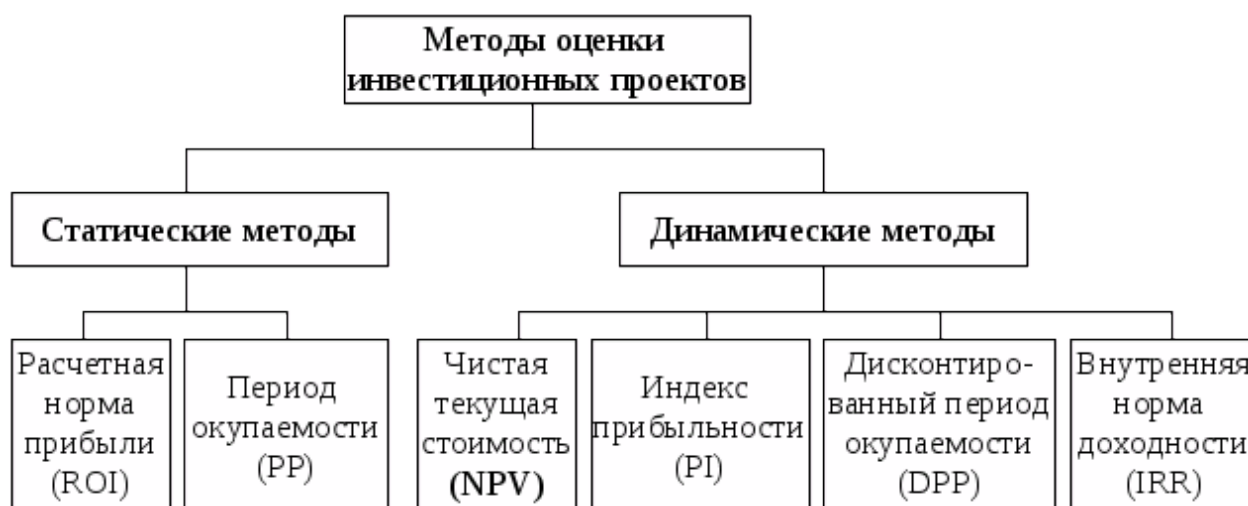 Методы оценки
инвестиционных проектов
Статические методы
Динамические методы
Расчетная
норма
прибыли
(ROI)
Период
окупаемости
(PP)
Чистая
текущая
стоимость
(NPV)
Индекс
прибыльности
(PI)
Дисконтиро-
ванный период
окупаемости
(DPP)
Внутренняя
норма
доходности
(IRR)